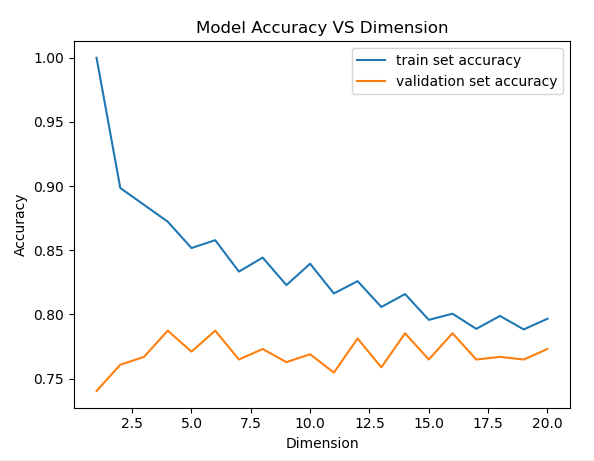 Model Accuracy VS Dimension
train set accuracy
validation set accuracy
1.00
0.95
0.90
0.85
0.80
0.75
Accuracy
2.5 5.0 7.5 10.0 12.5 15.0 17.5 20.0
Dimension